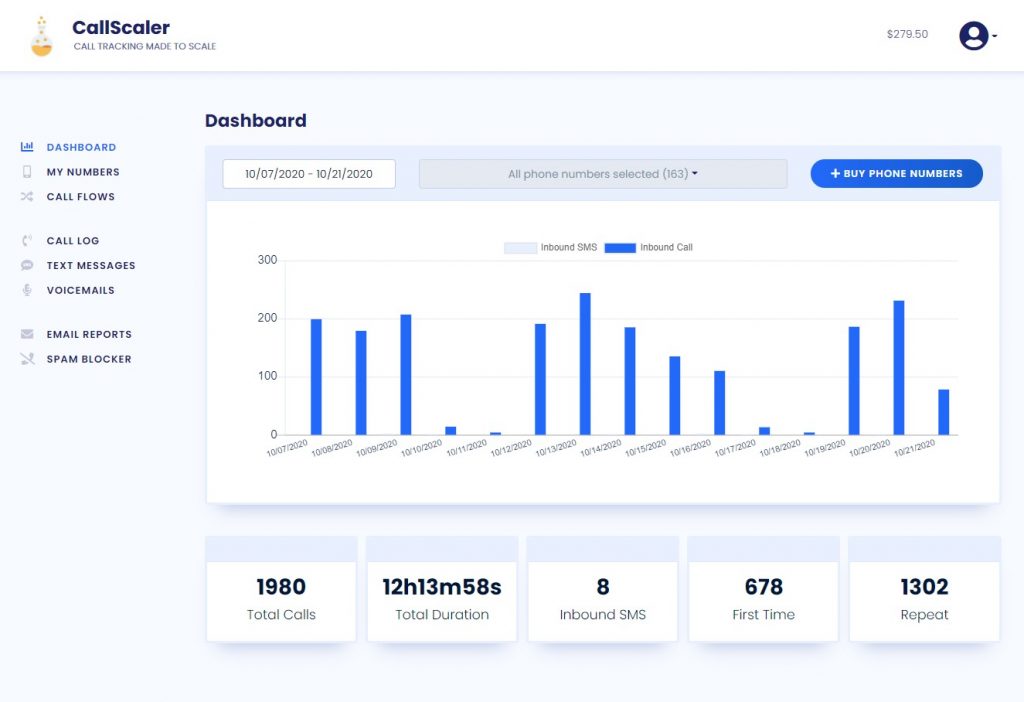 CallScaler
CALL TRACKING MADE TO SCALE
$279.50
Dashboard
DASHBOARD
MY NUMBERS
CALL FLOWS
CALL LOG
TEXT MESSAGES
VOICEMAILS
EMAIL REPORTS
SPAM BLOCKER
10/07/2020 - 10/21/2020
All phone numbers selected (163)
+ BUY PHONE NUMBERS
Inbound SMS Inbound Call
300
200
100
0
10/07/2020 10/08/2020 10/09/2020 10/10/2020 10/11/2020 10/12/2020 10/13/2020 10/14/2020 10/15/2020 10/16/2020 10/17/2020 10/18/2020 10/19/2020 10/20/2020 10/21/2020
1980
Total Calls
12h13m58s
Total Duration
8
Inbound SMS
678
First Time
1302
Repeat